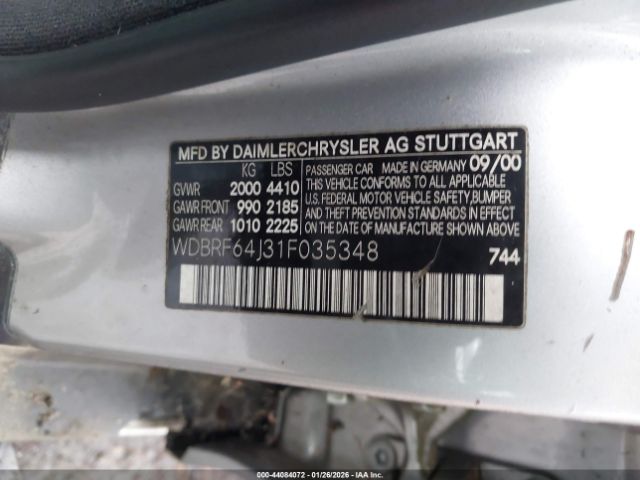 MFD BY DAIMLERCHRYSLER AG STUTTGART
KG LBS
GVWR 2000 4410
GAWR FRONT 990 2185
GAWR REAR 1010 2225
PASSENGER CAR MADE IN GERMANY 09/00
THIS VEHICLE CONFORMS TO ALL APPLICABLE
U.S. FEDERAL MOTOR VEHICLE SAFETY, BUMPER
AND THEFT PREVENTION STANDARDS IN EFFECT
ON THE DATE OF MANUFACTURE SHOWN ABOVE.
WDBRF64J31F035348
744
000-44084072 | 01/26/2026 | IAAI.COM